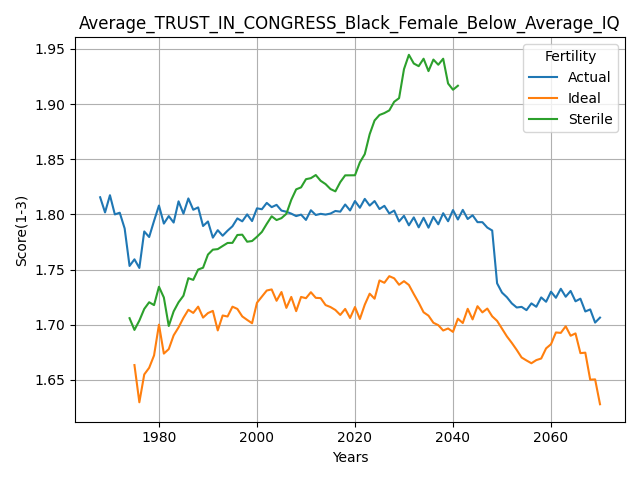 Average_TRUST_IN_CONGRESS_Black_Female_Below_Average_IQ
Fertility
Actual
Ideal
Sterile
Score(1-3)
1.95
1.90
1.85
1.80
1.75
1.70
1.65
1980
2000
2020
2040
2060
Years